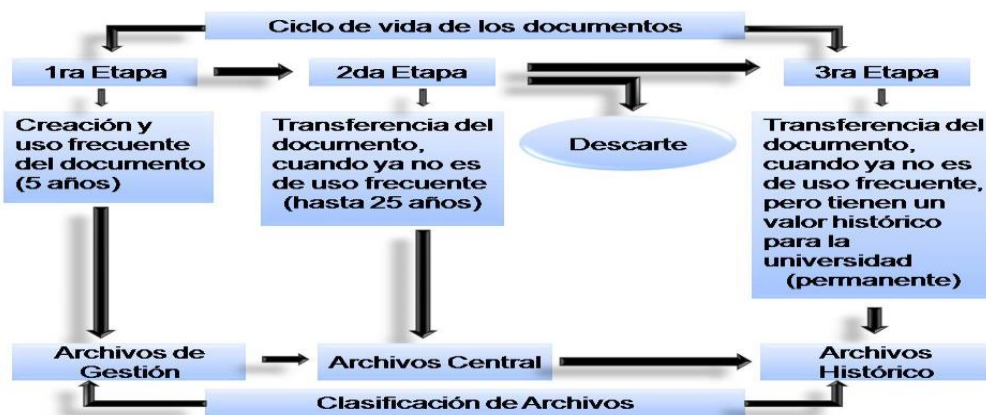 Ciclo de vida de los documentos
1ra Etapa
2da Etapa
3ra Etapa
Creación y
uso frecuente
del documento
(5 años)
Transferencia del
documento,
cuando ya no es
de uso frecuente
(hasta 25 años)
Descarte
Transferencia del
documento,
cuando ya no es
de uso frecuente,
pero tienen un
valor histórico
para la
universidad
(permanente)
Archivos de
Gestión
Archivos Central
Archivos
Histórico
Clasificación de Archivos